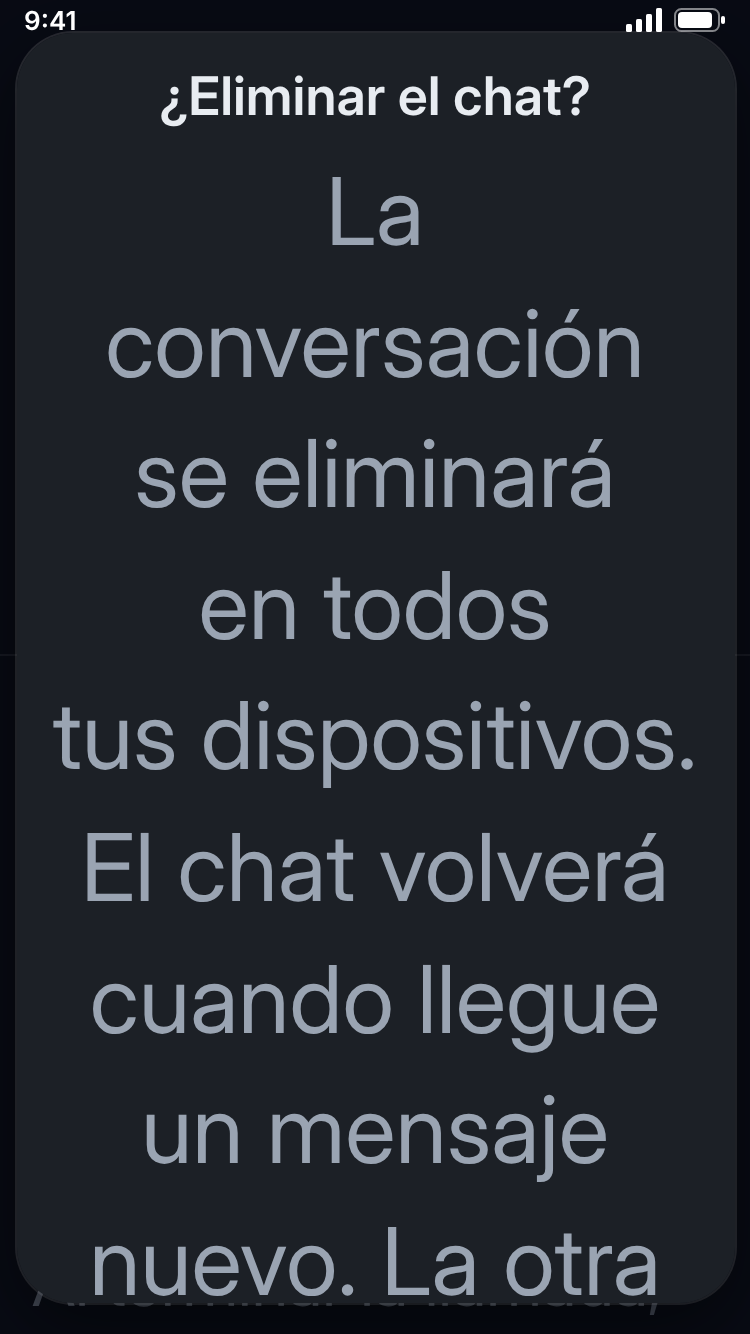 9:41
¿Eliminar el chat?
La
conversación
se eliminará
en todos
tus dispositivos.
El chat volverá
cuando llegue
un mensaje
nuevo. La otra